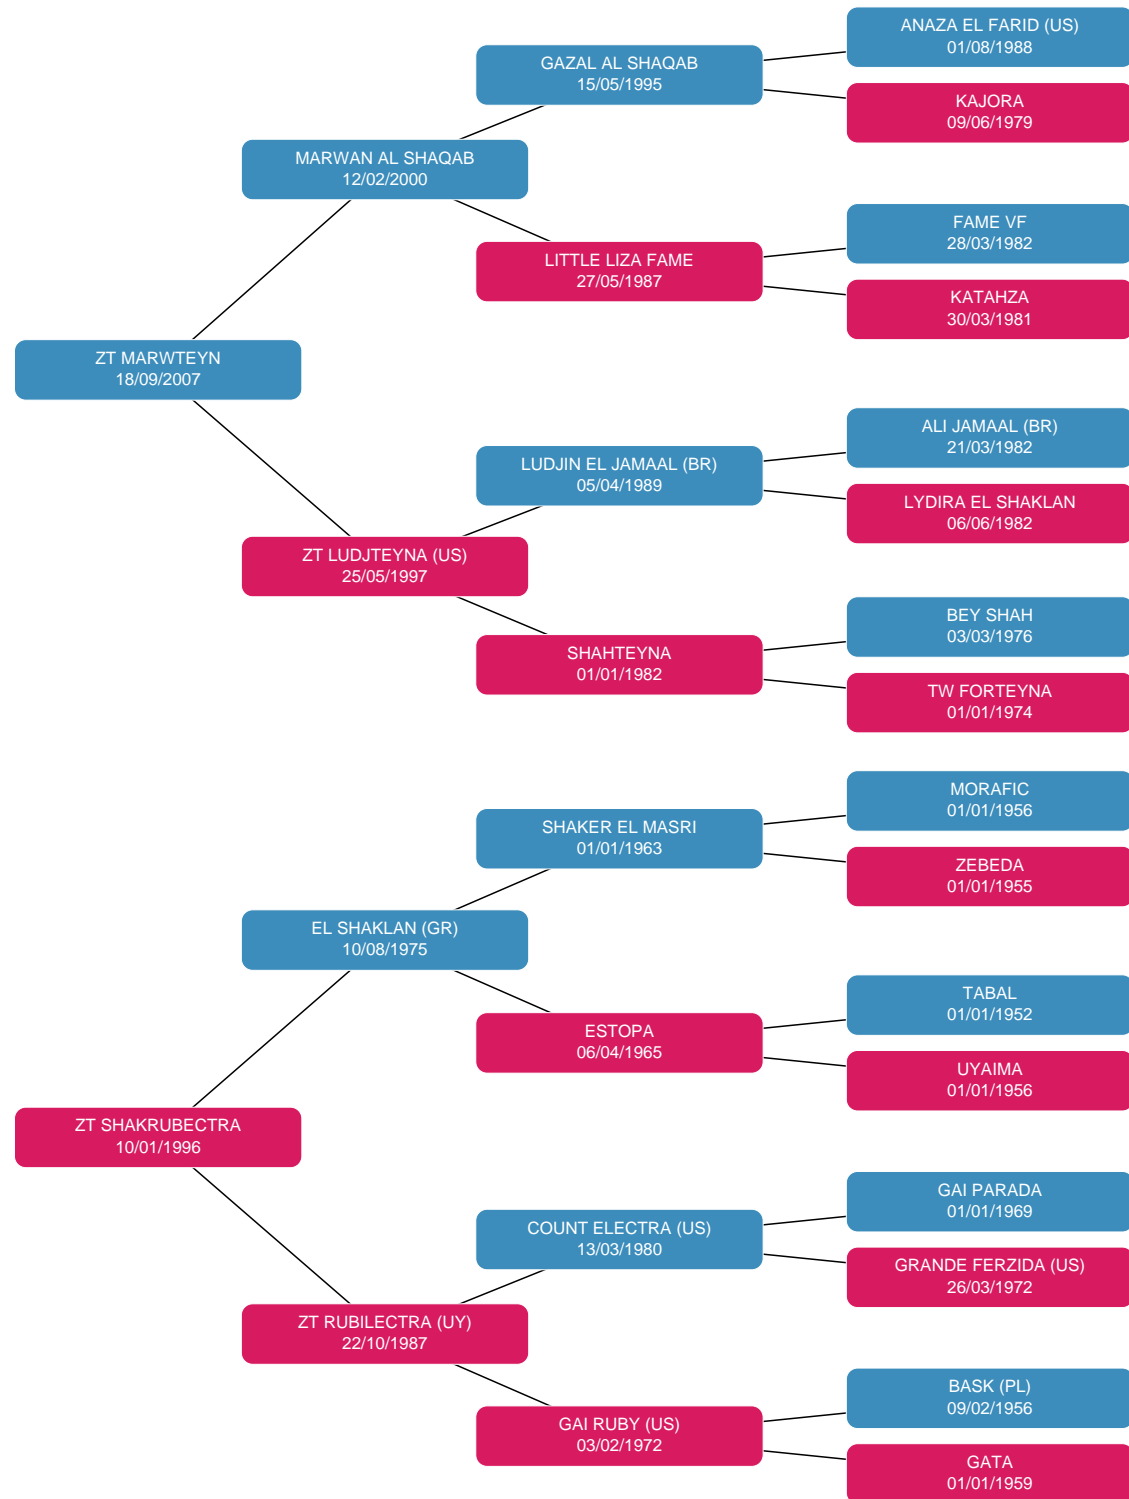 ANAZA EL FARID (US)
01/08/1988
GAZAL AL SHAQAB
15/05/1995
KAJORA
09/06/1979
MARWAN AL SHAQAB
12/02/2000
FAME VF
28/03/1982
LITTLE LIZA FAME
27/05/1987
KATAHZA
30/03/1981
ZT MARWTEYN
18/09/2007
ALI JAMAAL (BR)
21/03/1982
LUDJIN EL JAMAAL (BR)
05/04/1989
LYDIRA EL SHAKLAN
06/06/1982
ZT LUDJTEYNA (US)
25/05/1997
BEY SHAH
03/03/1976
SHAHTEYNA
01/01/1982
TW FORTEYNA
01/01/1974
MORAFIC
01/01/1956
SHAKER EL MASRI
01/01/1963
ZEBEDA
01/01/1955
EL SHAKLAN (GR)
10/08/1975
TABAL
01/01/1952
ESTOPA
06/04/1965
UYAIMA
01/01/1956
ZT SHAKRUBECTRA
10/01/1996
GAI PARADA
01/01/1969
COUNT ELECTRA (US)
13/03/1980
GRANDE FERZIDA (US)
26/03/1972
ZT RUBILECTRA (UY)
22/10/1987
BASK (PL)
09/02/1956
GAI RUBY (US)
03/02/1972
GATA
01/01/1959